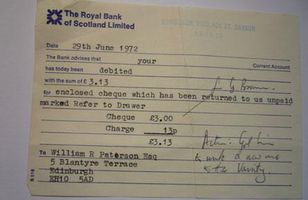 The Royal Bank
of Scotland Limited
Date 29th June 1972
The Bank advises that your Current Account
has today been debited
with the sum of £ £3.13
for enclosed cheque which has been returned to us unpaid
marked Refer to Drawer
Cheque £3.00
Charge 13p
£3.13
To William R Paterson Esq
5 Blantyre Terrace
Edinburgh
EH10 5AD